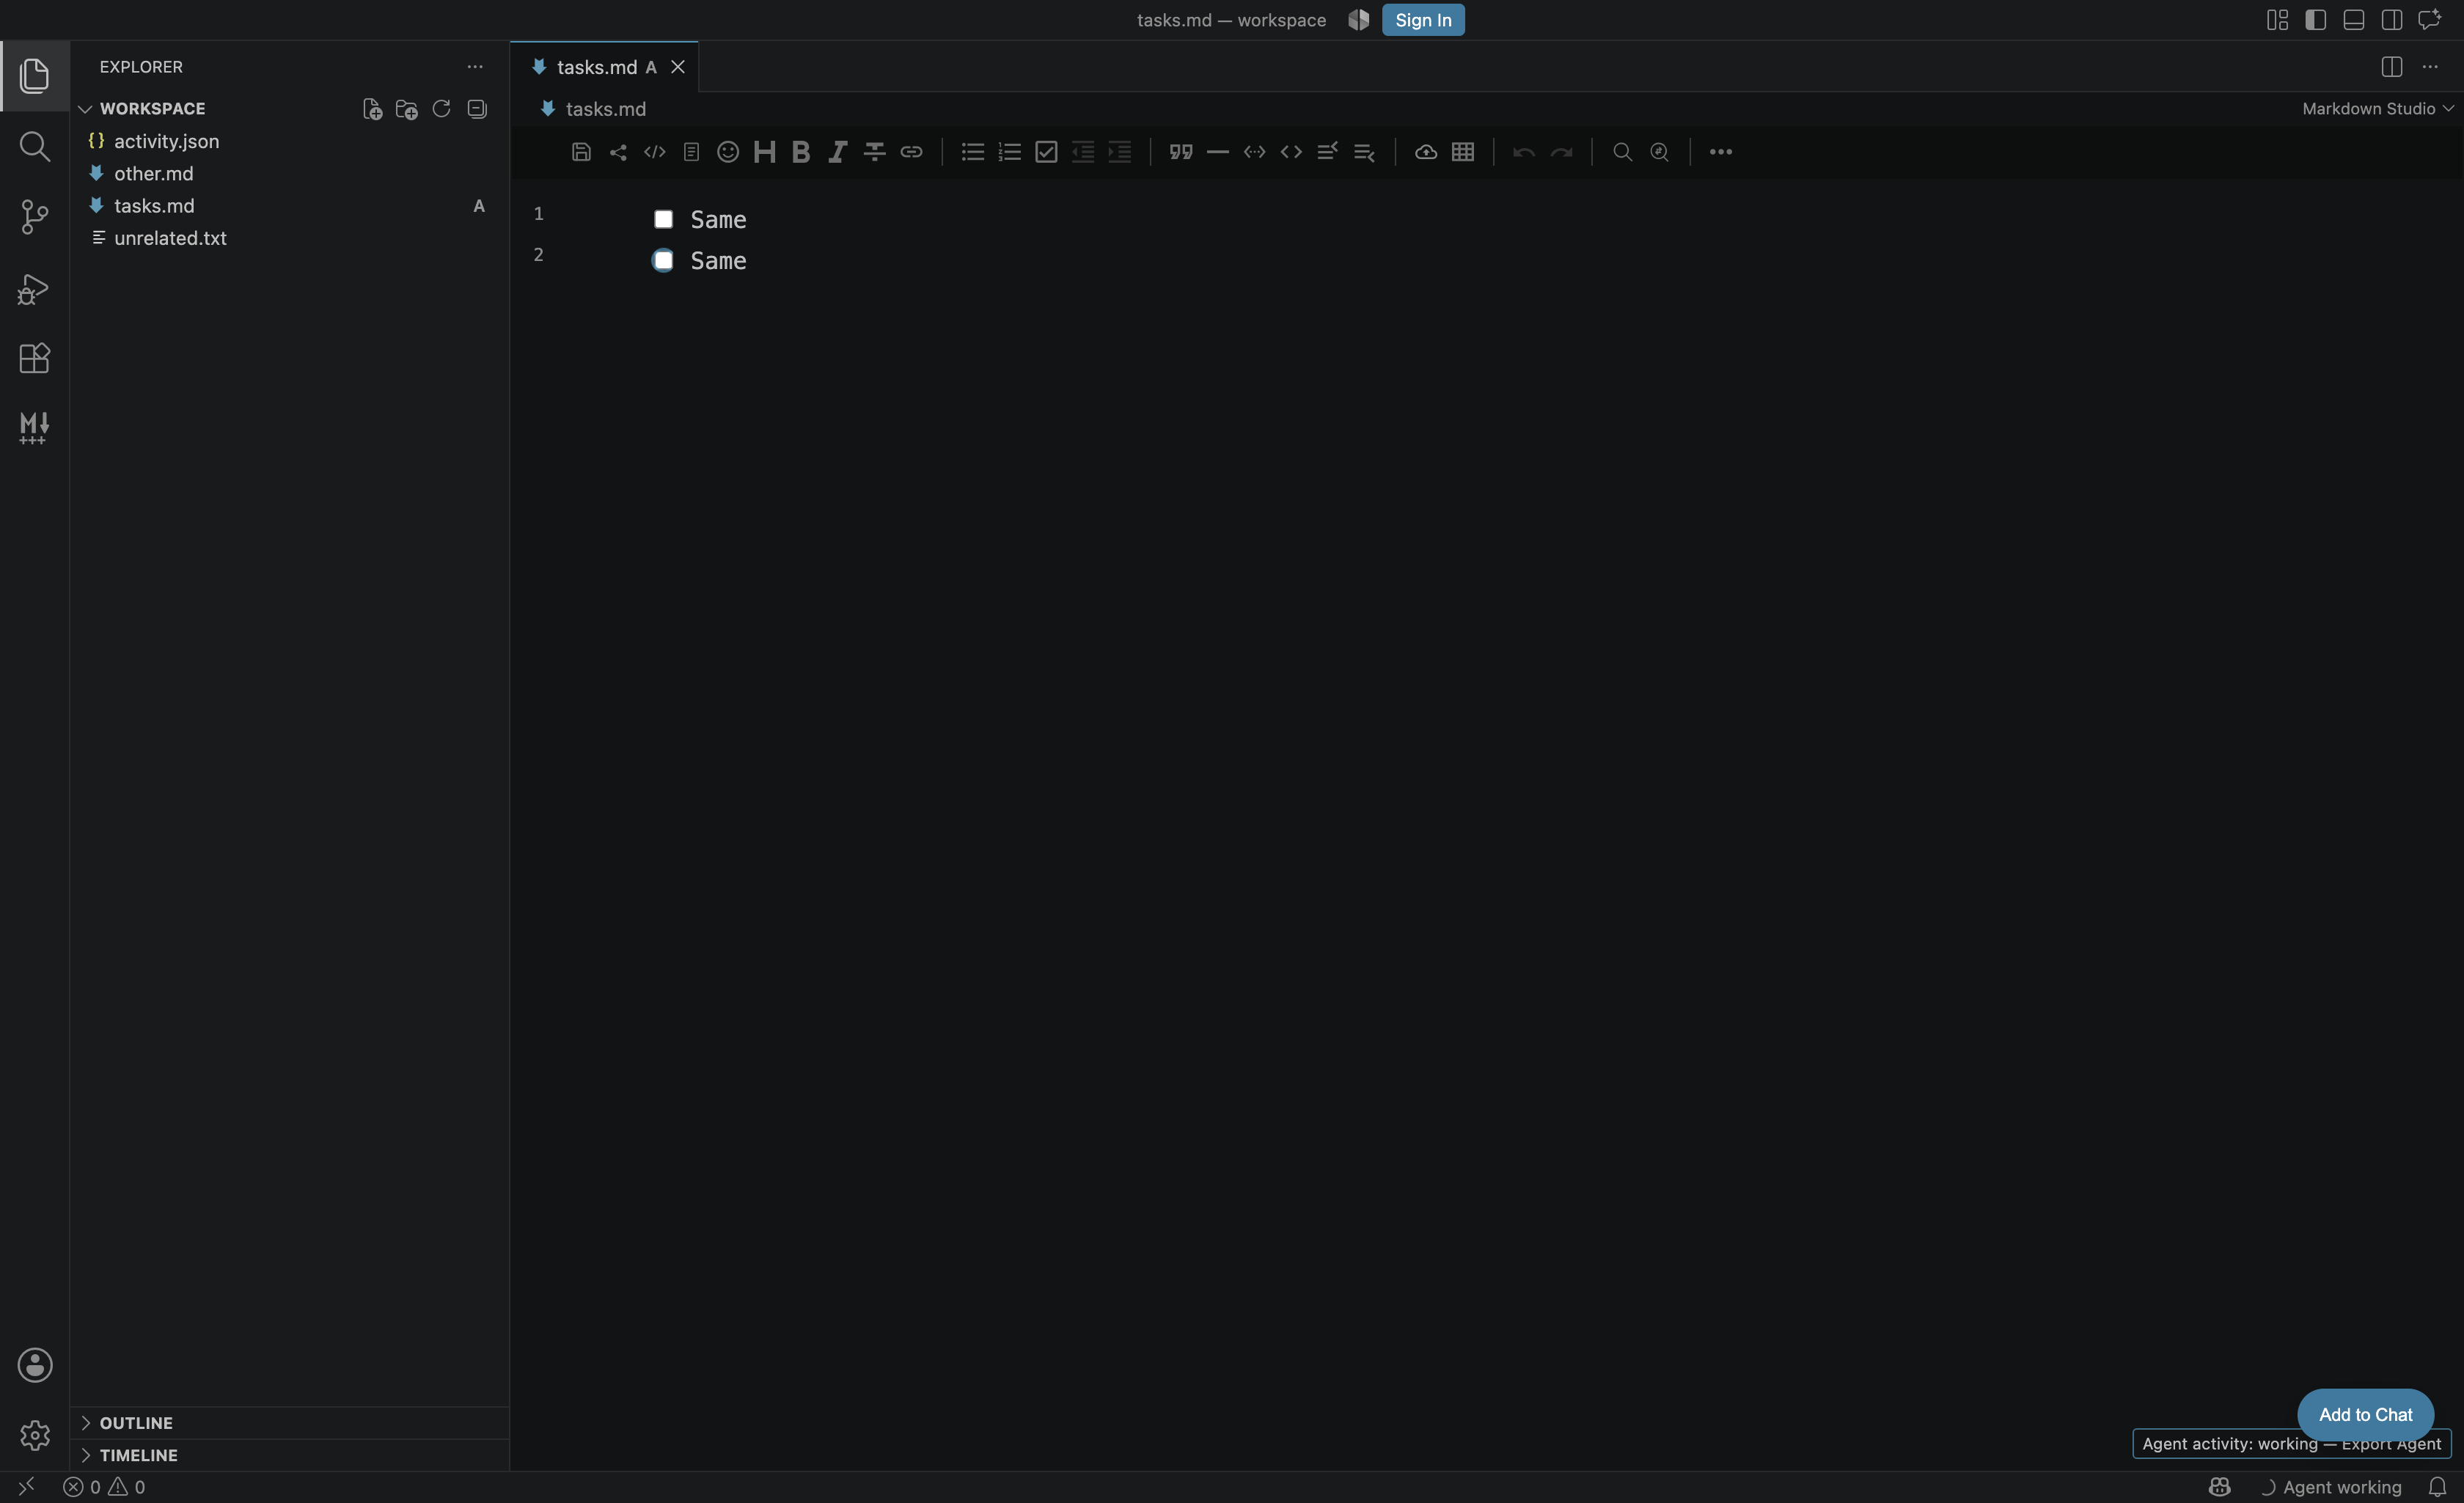 tasks.md — workspace
Sign In
EXPLORER
WORKSPACE
activity.json
other.md
tasks.md A
unrelated.txt
OUTLINE
TIMELINE
tasks.md A
tasks.md
Markdown Studio
1 Same
2 Same
Add to Chat
Agent activity: working — Export Agent
0 0
Agent working